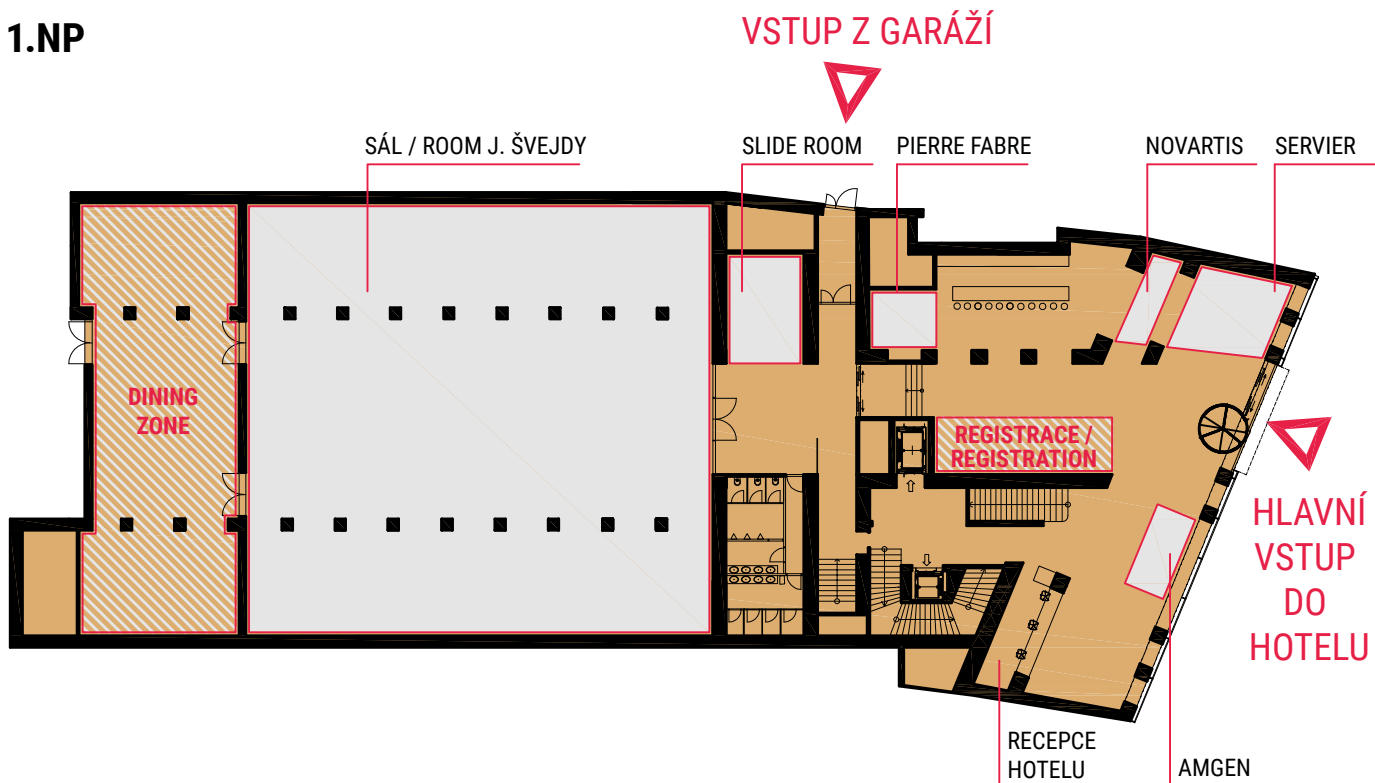 1.NP
VSTUP Z GARÁŽÍ
SÁL / ROOM J. ŠVEJDY
SLIDE ROOM
PIERRE FABRE
NOVARTIS
SERVIER
DINING
ZONE
REGISTRACE /
REGISTRATION
HLAVNÍ
VSTUP
DO
HOTELU
RECEPCE
HOTELU
AMGEN